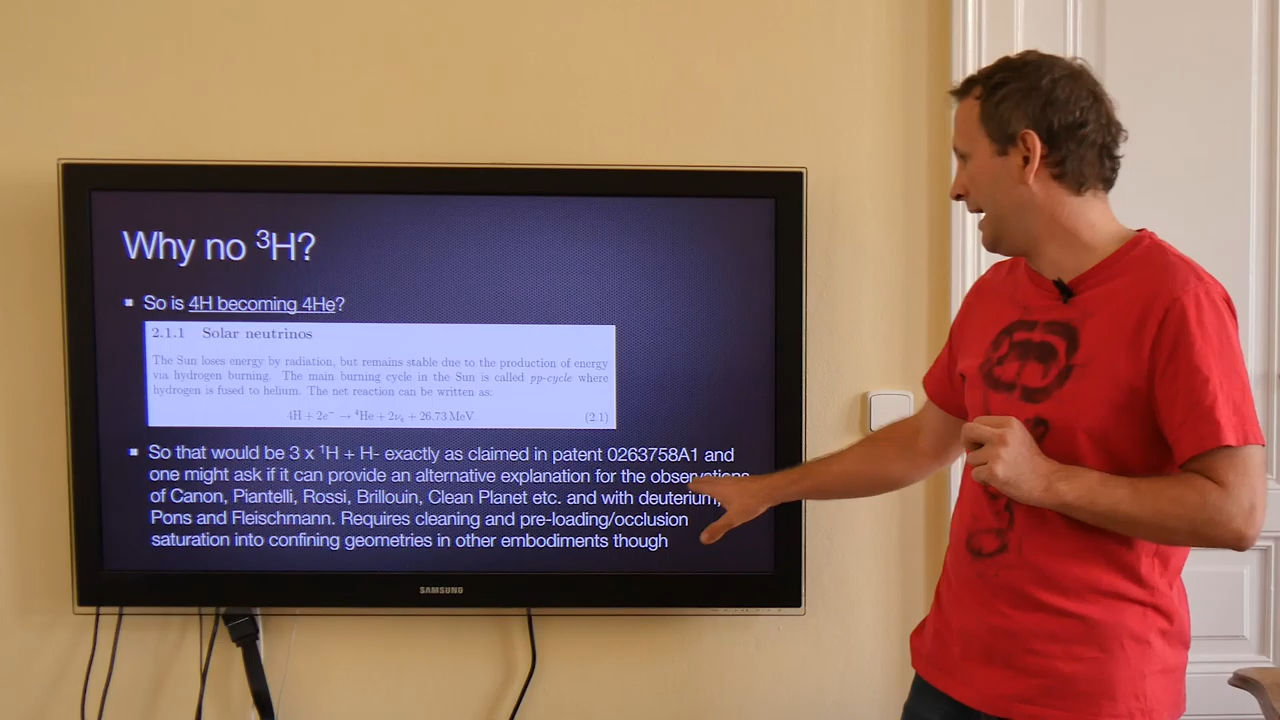 Why no ³H?
▪ So is 4H becoming 4He?
2.1.1 Solar neutrinos
The Sun loses energy by radiation, but remains stable due to the production of energy
via hydrogen burning. The main burning cycle in the Sun is called pp-cycle where
hydrogen is fused to helium. The net reaction can be written as:
4H + 2e⁻ → ⁴He + 2νₑ + 26.73 MeV (2.1)
▪ So that would be 3 x ¹H + H- exactly as claimed in patent 0263758A1 and
one might ask if it can provide an alternative explanation for the observations
of Canon, Piantelli, Rossi, Brillouin, Clean Planet etc. and with deuterium,
Pons and Fleischmann. Requires cleaning and pre-loading/occlusion
saturation into confining geometries in other embodiments though
SAMSUNG